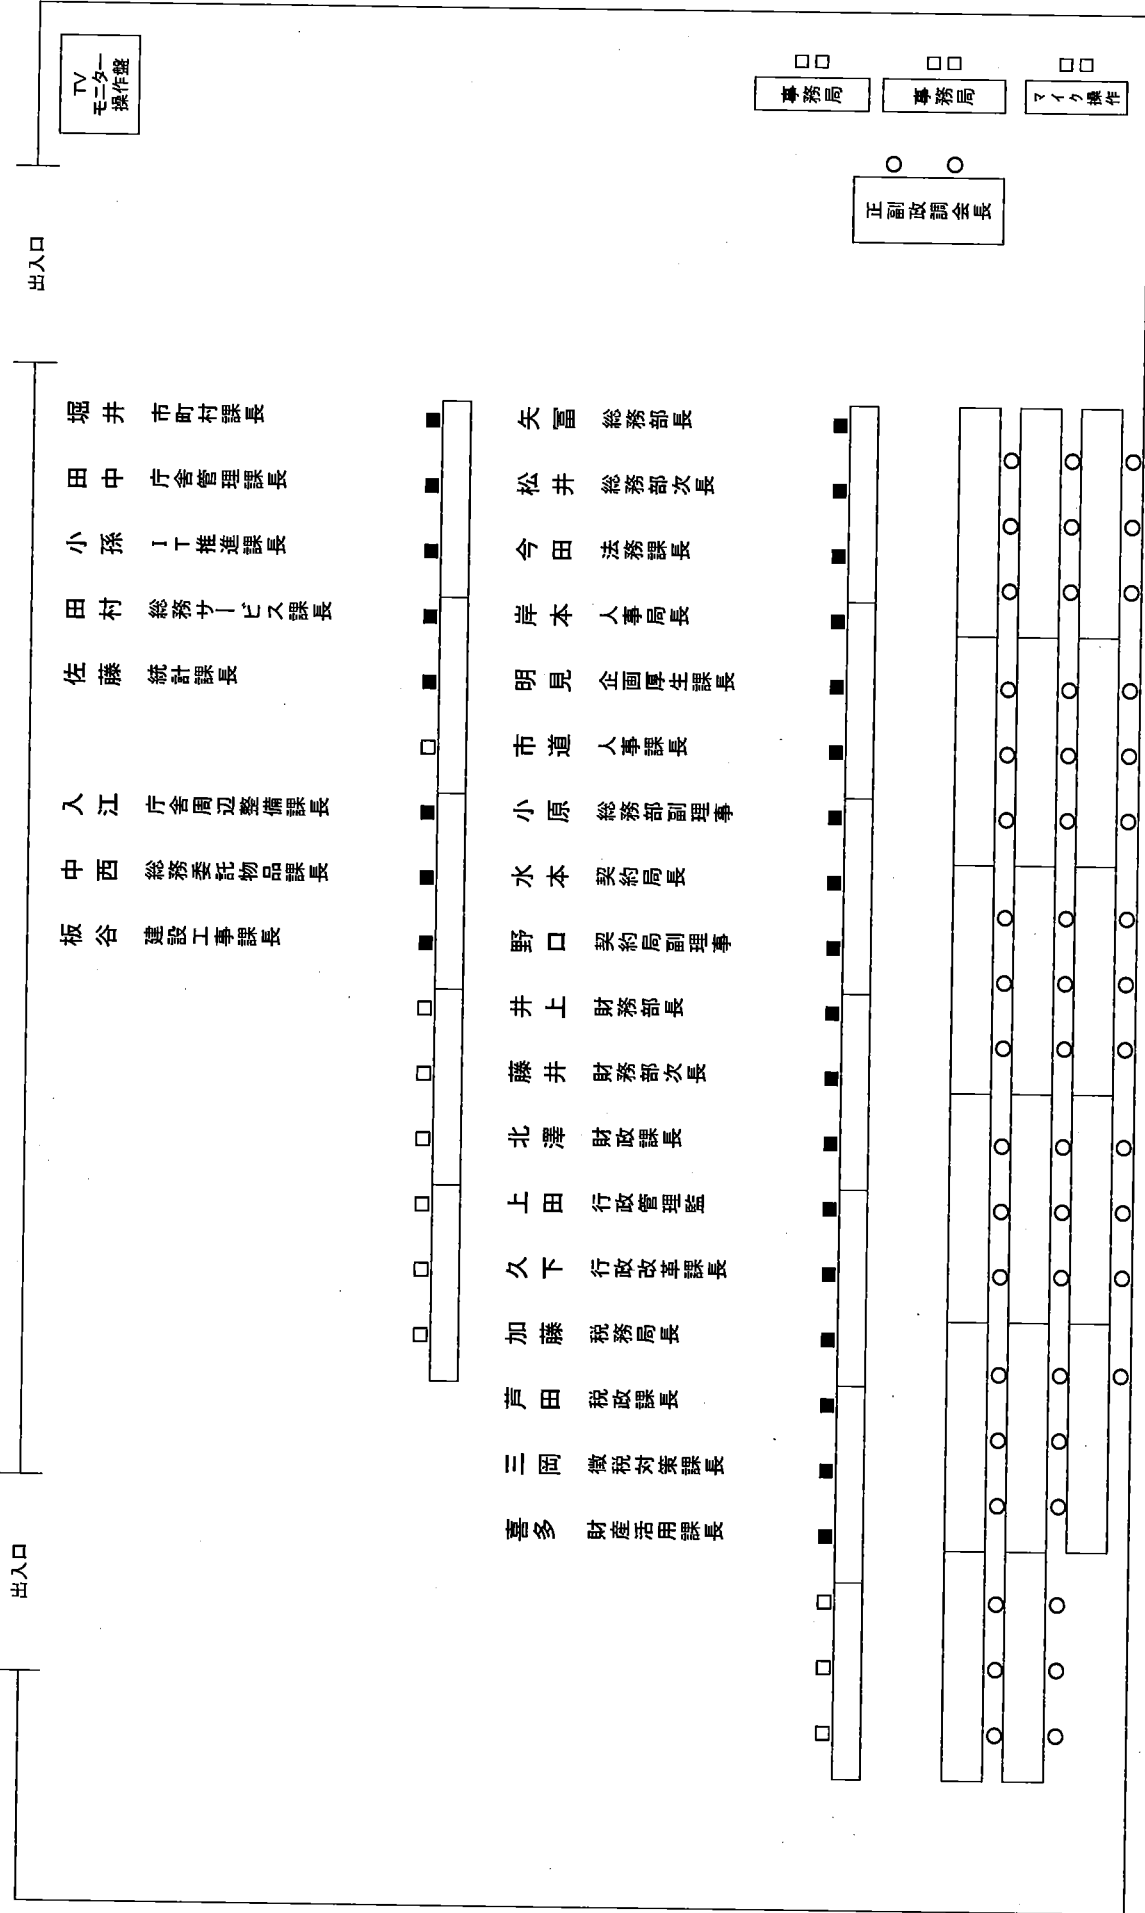 TV
モニター
操作盤
事務局
事務局
マイク操作
正副政調会長
出入口
堀井 市町村課長
田中 庁舎管理課長
小孫 IT推進課長
田村 総務サービス課長
佐藤 統計課長
入江 庁舎周辺整備課長
中西 総務委託物品課長
板谷 建設工事課長
矢冨 総務部長
松井 総務部次長
今田 法務課長
岸本 人事局長
明見 企画厚生課長
市道 人事課長
小原 総務部副理事
水本 契約局長
野口 契約局副理事
井上 財務部長
藤井 財務部次長
北澤 財政課長
上田 行政管理監
久下 行政改革課長
加藤 税務局長
芦田 税政課長
三岡 徴税対策課長
喜多 財産活用課長
出入口